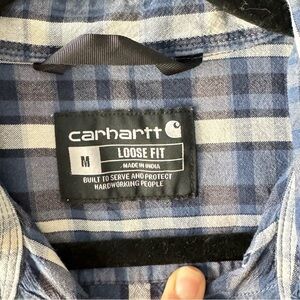 carhartt
M
LOOSE FIT
MADE IN INDIA
BUILT TO SERVE AND PROTECT
HARDWORKING PEOPLE